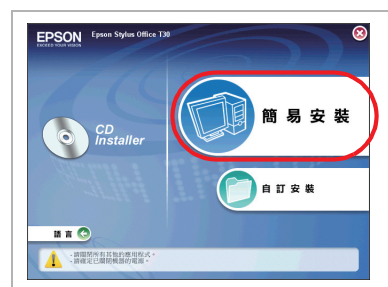 EPSON Epson Stylus Office T30
EXCEED YOUR VISION
CD
Installer
簡易安裝
自訂安裝
語言
- 請關閉所有其他的應用程式。
- 請確定已關閉機器的電源。